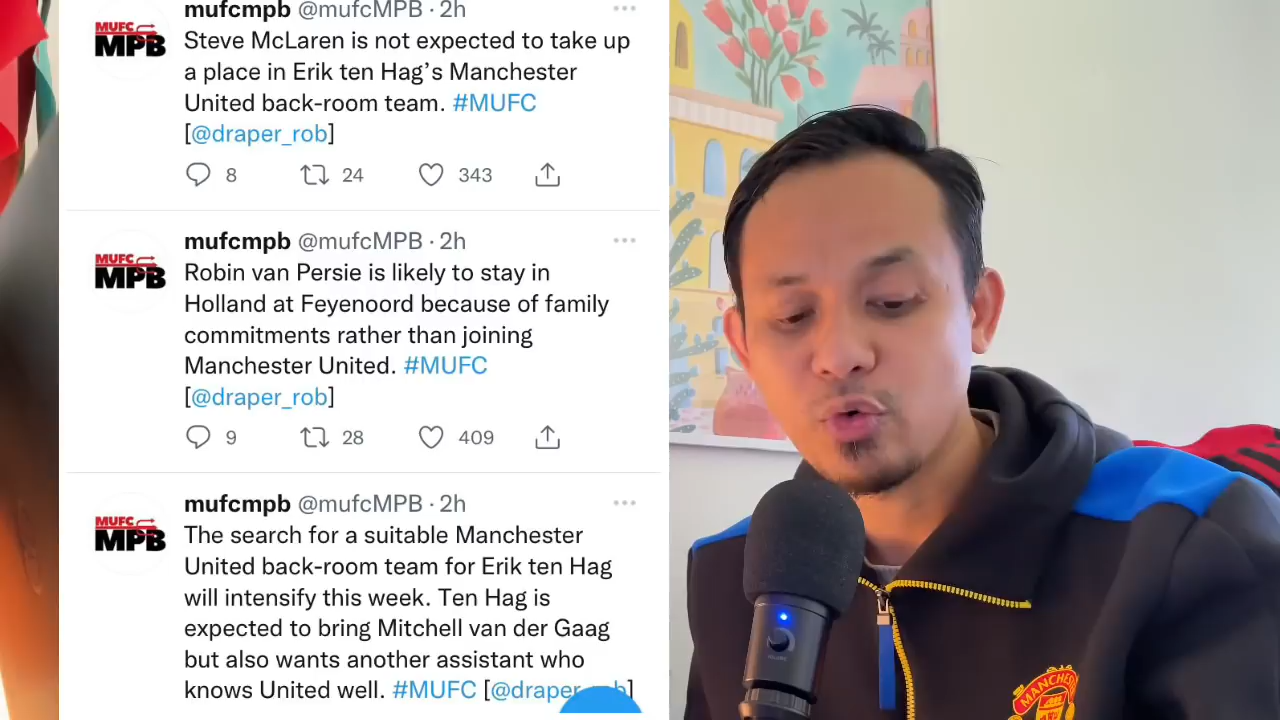 mufcmpb @mufcMPB · 2h
MUFC
MPB
Steve McLaren is not expected to take up
a place in Erik ten Hag’s Manchester
United back-room team. #MUFC
[@draper_rob]
8 24 343
mufcmpb @mufcMPB · 2h
MUFC
MPB
Robin van Persie is likely to stay in
Holland at Feyenoord because of family
commitments rather than joining
Manchester United. #MUFC
[@draper_rob]
9 28 409
mufcmpb @mufcMPB · 2h
MUFC
MPB
The search for a suitable Manchester
United back-room team for Erik ten Hag
will intensify this week. Ten Hag is
expected to bring Mitchell van der Gaag
but also wants another assistant who
knows United well. #MUFC [@draper_rob]
MANCHESTER